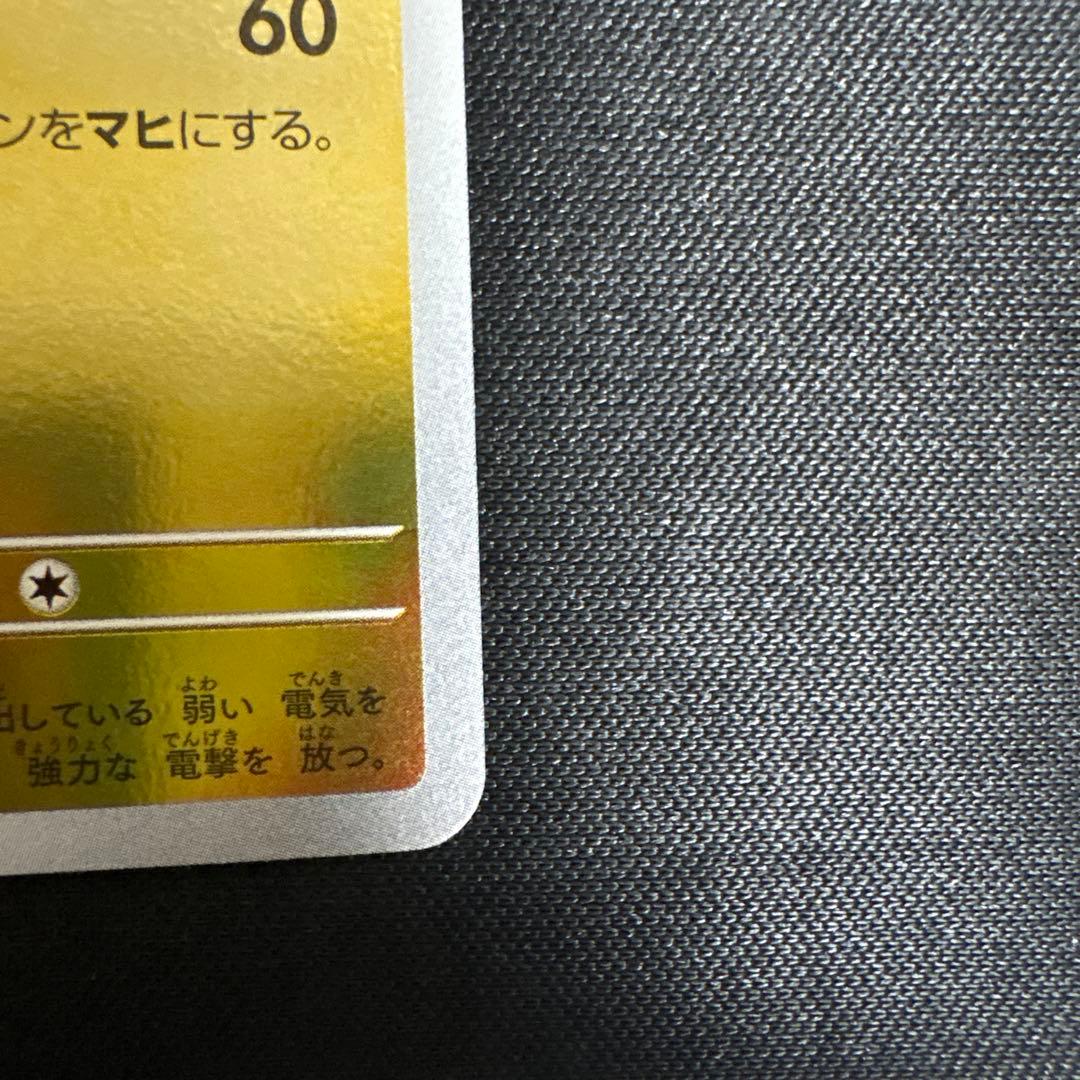 60
ンをマヒにする。
出している 弱い 電気を
強力な 電撃を 放つ。
よわ でんき
きょうりょく でんげき はな